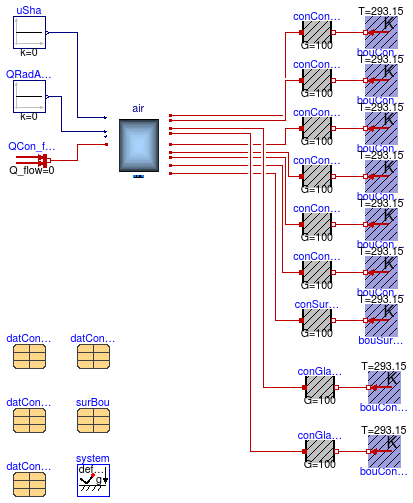 uSha
k=0
QRadA...
k=0
QCon_f...
Q_flow=0
air
conCon...
G=100
T=293.15
K
bouCon...
conCon...
G=100
T=293.15
K
bouCon...
conCon...
G=100
T=293.15
K
bouCon...
conCon...
G=100
T=293.15
K
bouCon...
conCon...
G=100
T=293.15
K
bouCon...
conCon...
G=100
T=293.15
K
bouCon...
conSur...
G=100
T=293.15
K
bouSur...
conGla...
G=100
T=293.15
K
bouCon...
conGla...
G=100
T=293.15
K
bouCon...
datCon...
datCon...
datCon...
surBou
datCon...
system
def...
g